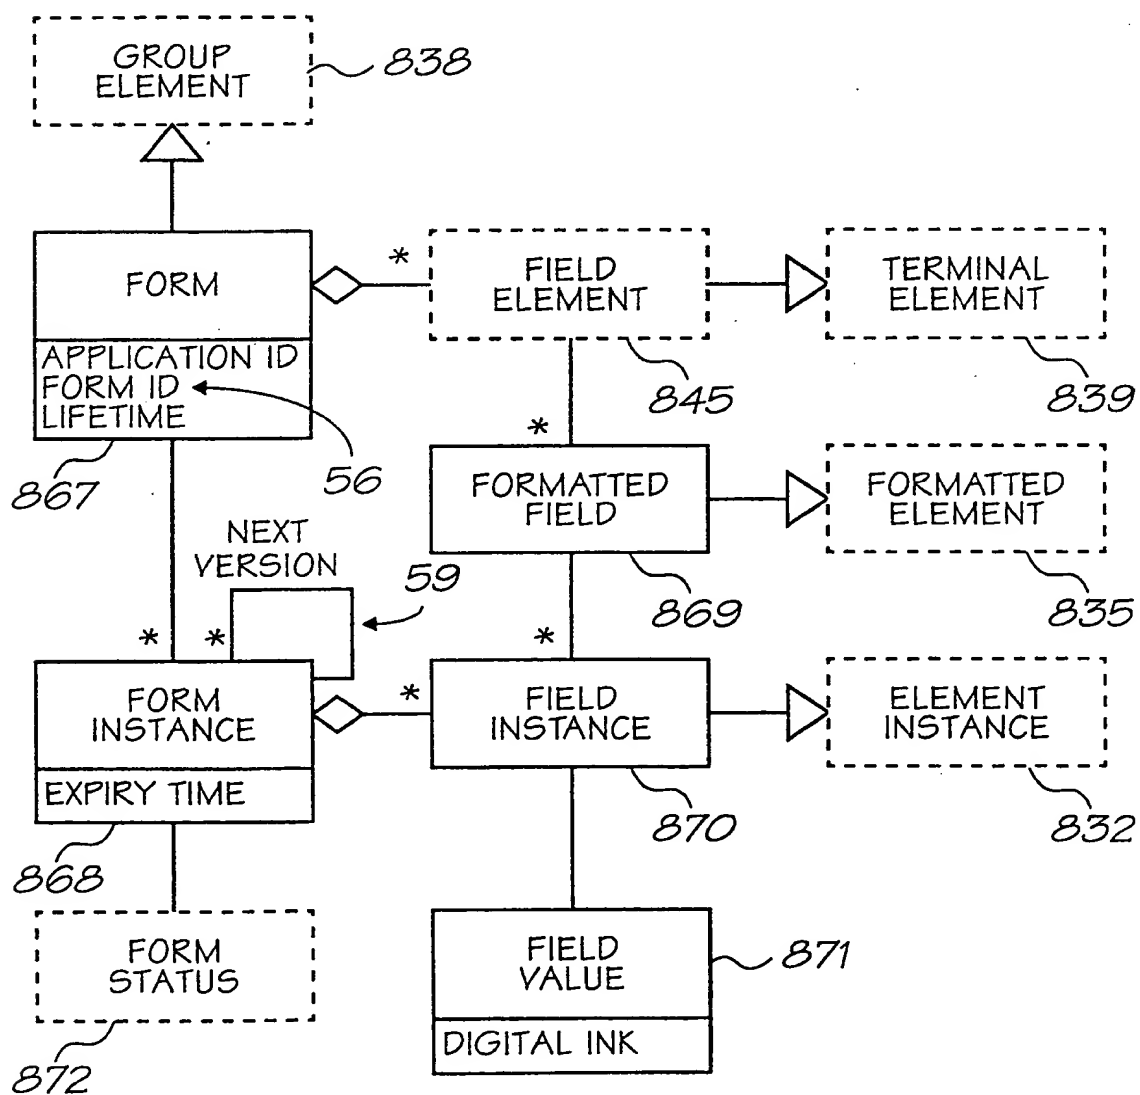 GROUP
ELEMENT
838
FORM
*
FIELD
ELEMENT
TERMINAL
ELEMENT
APPLICATION ID
FORM ID
LIFETIME
56
845
839
867
*
FORMATTED
FIELD
FORMATTED
ELEMENT
NEXT
VERSION
59
869
835
*
*
*
FORM
INSTANCE
*
FIELD
INSTANCE
ELEMENT
INSTANCE
EXPIRY TIME
870
832
868
FORM
STATUS
FIELD
VALUE
871
DIGITAL INK
872